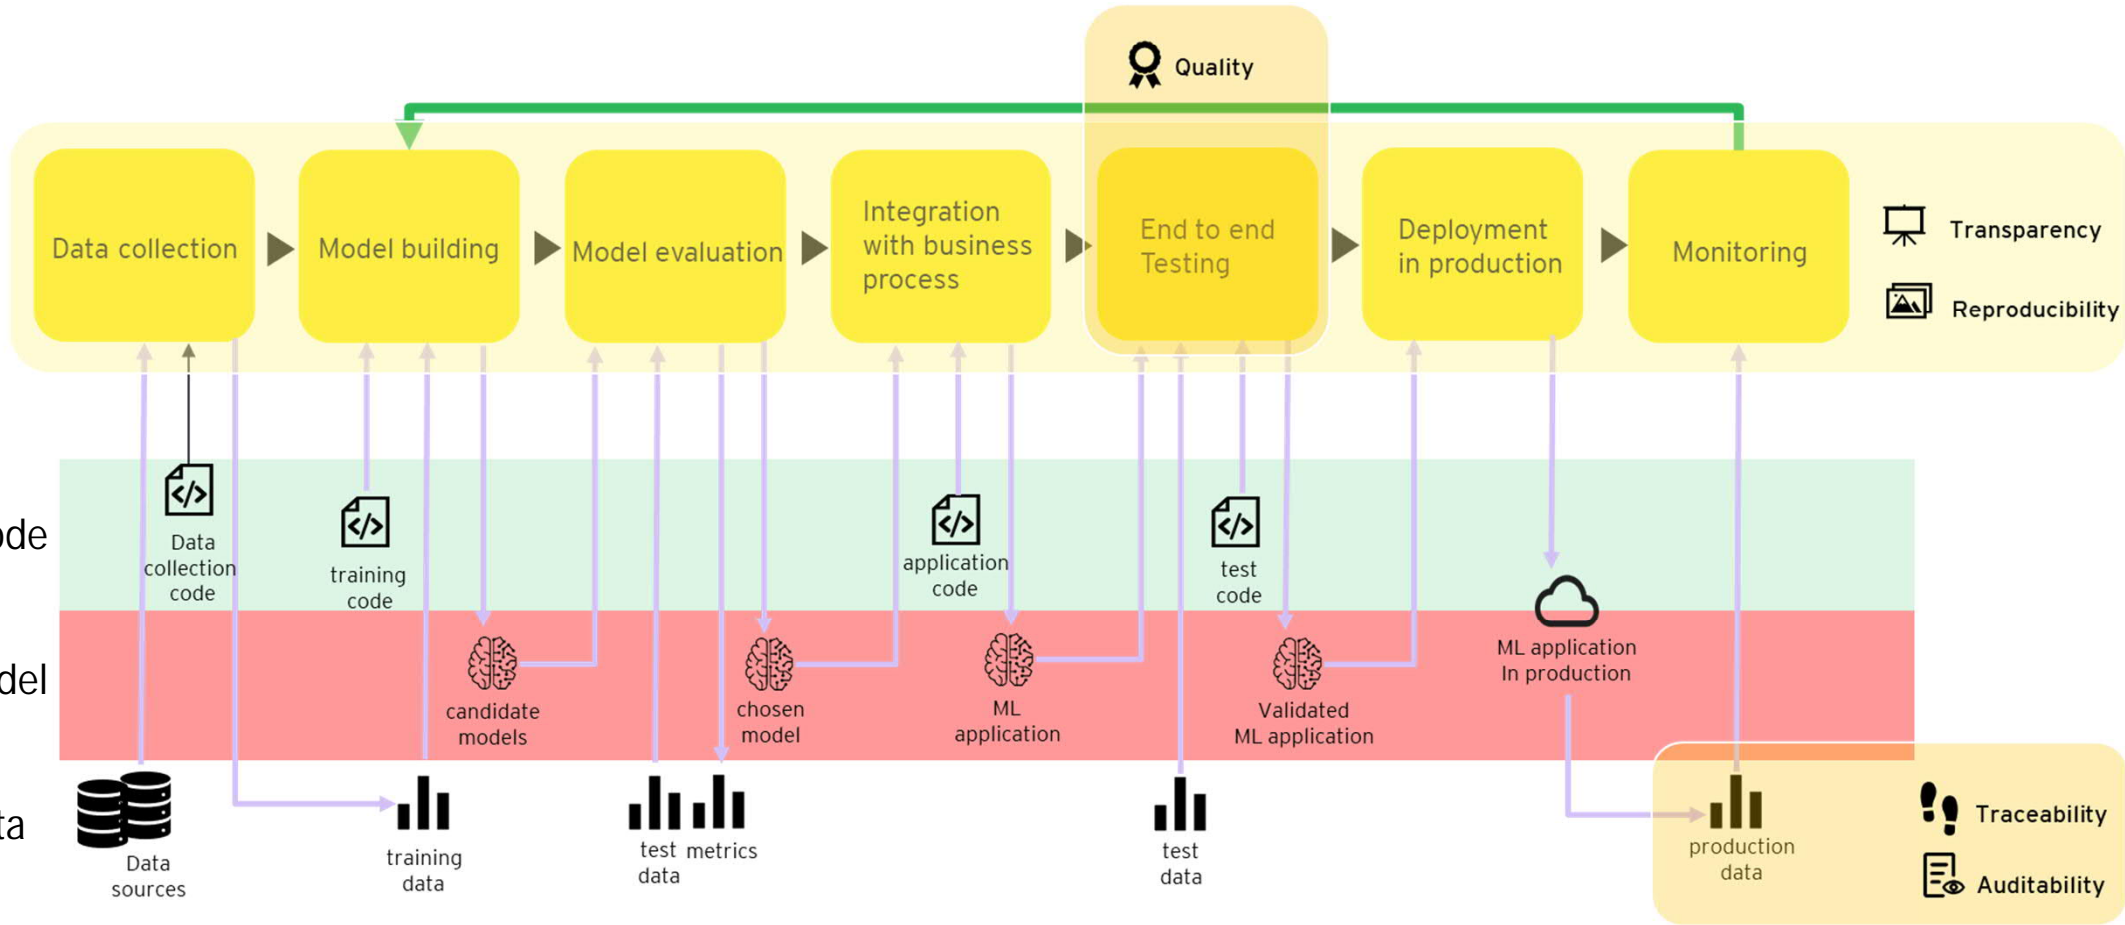 Quality
Data collection
Model building
Model evaluation
Integration
with business
process
End to end
Testing
Deployment
in production
Monitoring
Transparency
Reproducibility
ode
Data
collection
code
training
code
application
code
test
code
del
candidate
models
chosen
model
ML
application
Validated
ML application
ML application
In production
ta
Data
sources
training
data
test
data
metrics
test
data
production
data
Traceability
Auditability